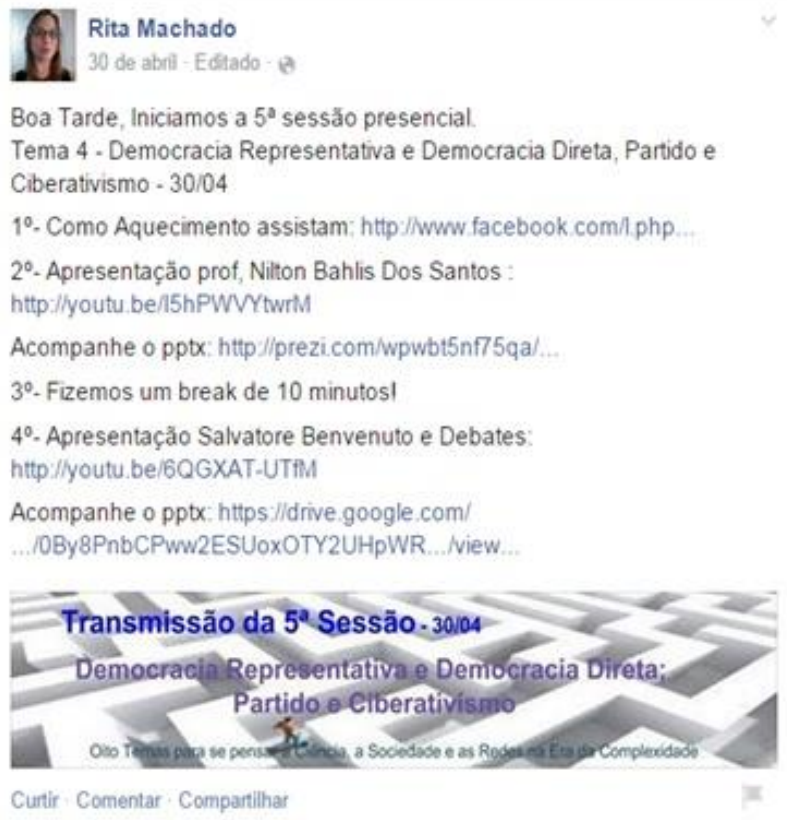 Rita Machado
30 de abril · Editado ·
Boa Tarde, Iniciamos a 5ª sessão presencial.
Tema 4 - Democracia Representativa e Democracia Direta, Partido e
Ciberativismo - 30/04
1º- Como Aquecimento assistam: http://www.facebook.com/l.php...
2º- Apresentação prof, Nilton Bahlis Dos Santos :
http://youtu.be/I5hPWVYtwrM
Acompanhe o pptx: http://prezi.com/wpwbt5nf75qa/...
3º- Fizemos um break de 10 minutos!
4º- Apresentação Salvatore Benvenuto e Debates:
http://youtu.be/6QGXAT-UTfM
Acompanhe o pptx: https://drive.google.com/
.../0By8PnbCPww2ESUoxOTY2UHpWR.../view...
Transmissão da 5ª Sessão - 30/04
Democracia Representativa e Democracia Direta;
Partido e Ciberativismo
Oito Temas para se pensar a Ciência, a Sociedade e as Redes na Era da Complexidade
Curtir · Comentar · Compartilhar